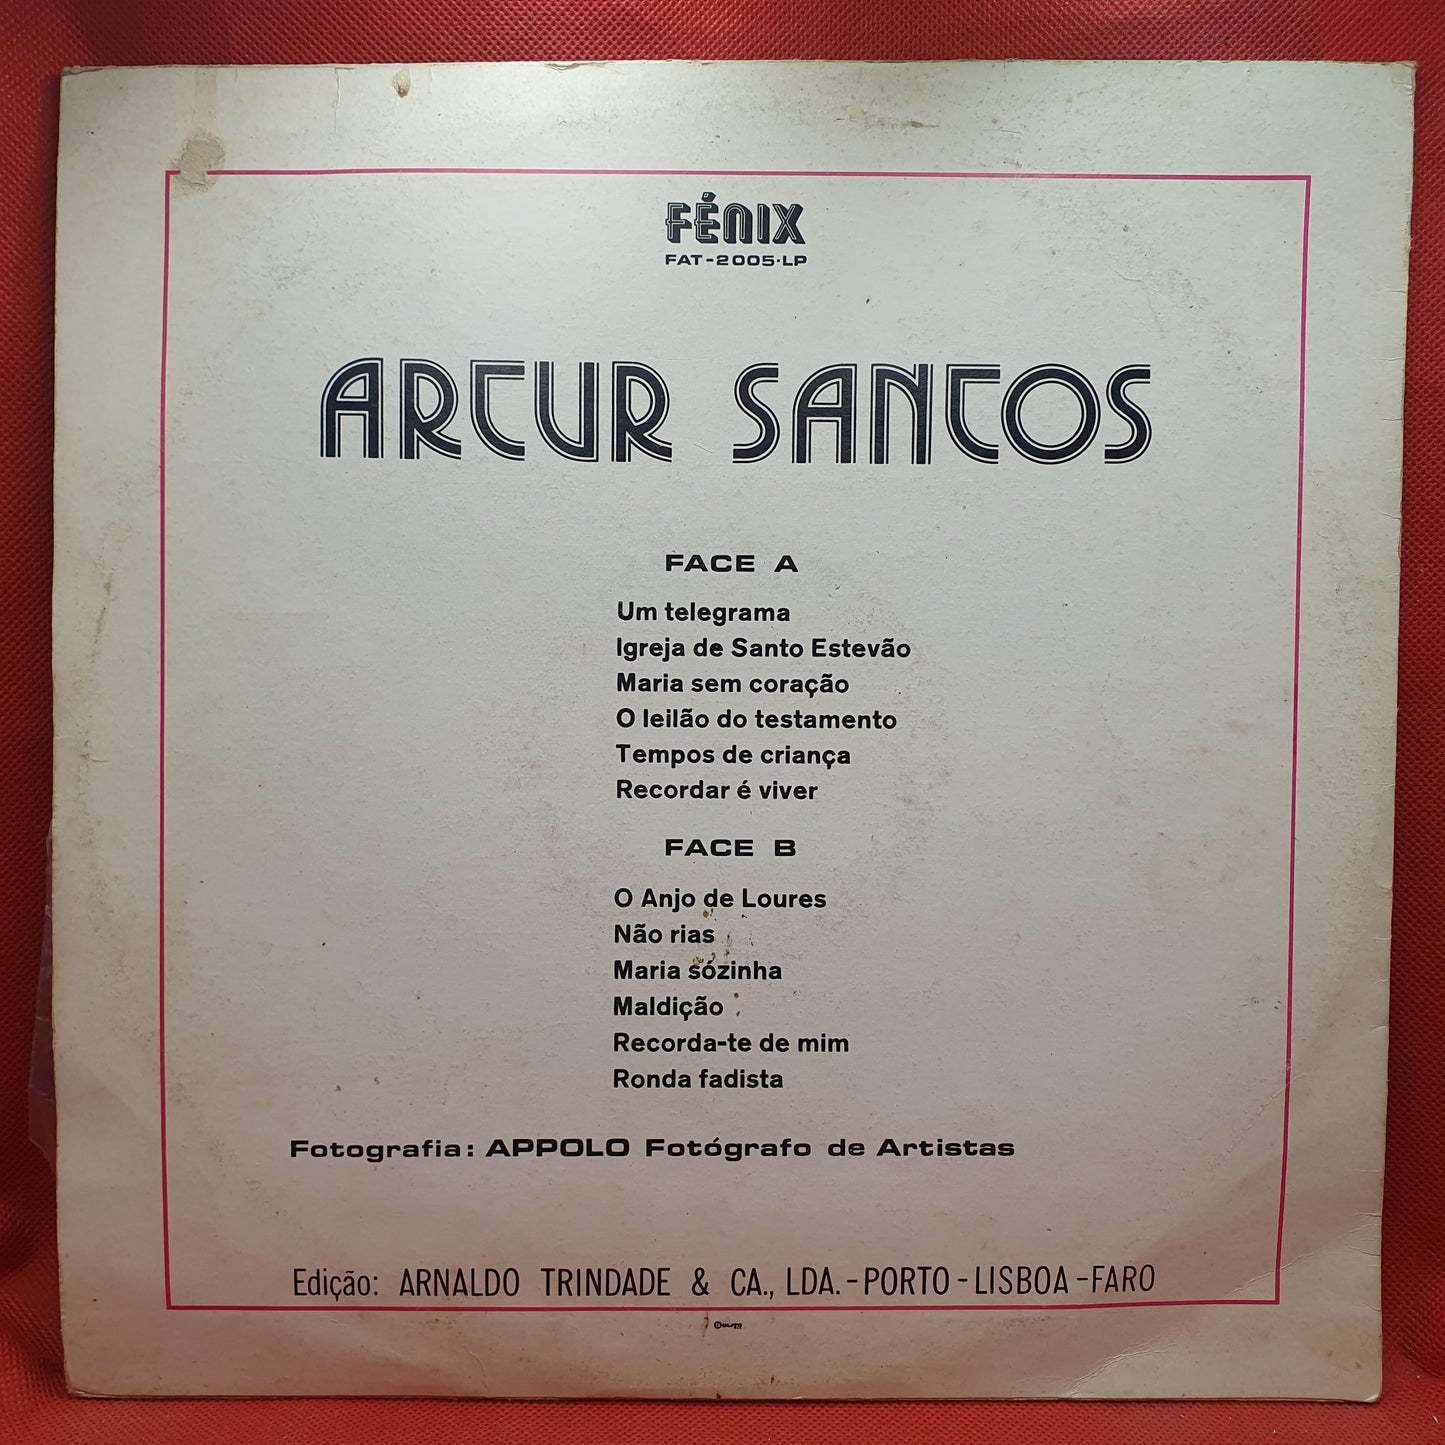 FÉNIX
FAT-2005·LP
ARTUR SANTOS
FACE A
Um telegrama
Igreja de Santo Estevão
Maria sem coração
O leilão do testamento
Tempos de criança
Recordar é viver
FACE B
O Anjo de Loures
Não rias
Maria sózinha
Maldição
Recorda-te de mim
Ronda fadista
Fotografia: APPOLO Fotógrafo de Artistas
Edição: ARNALDO TRINDADE & CA., LDA. - PORTO - LISBOA - FARO